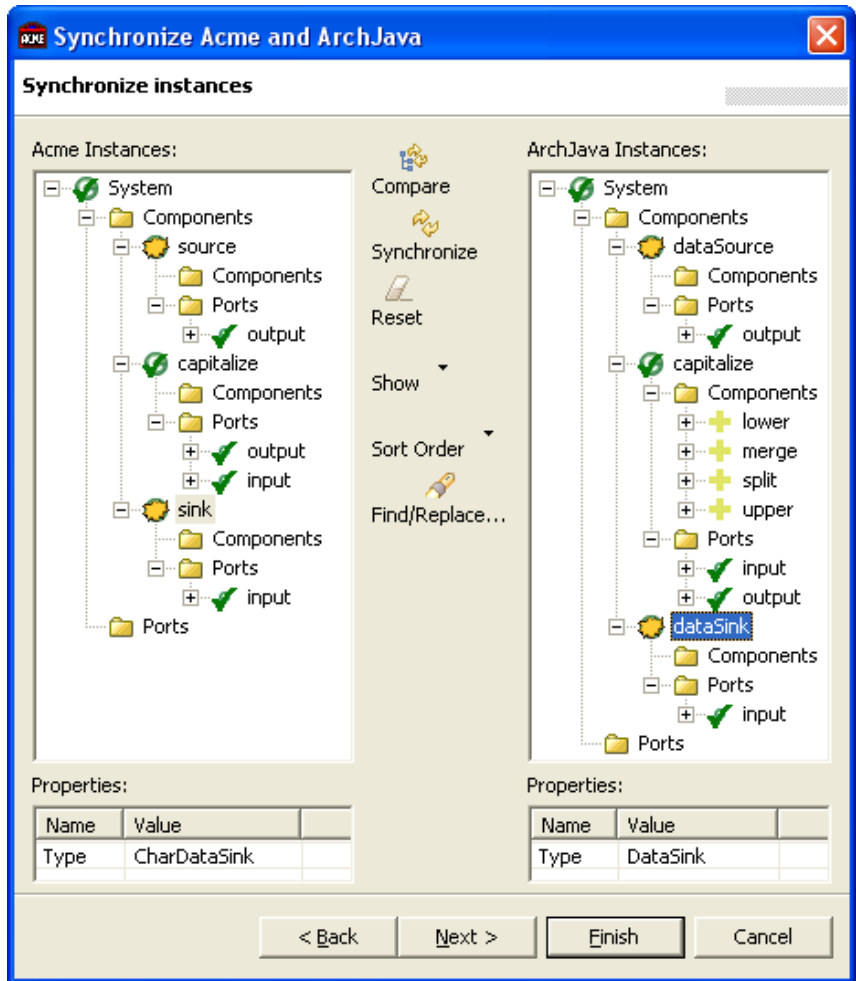 Synchronize Acme and ArchJava
Synchronize instances
Acme Instances:
System
Components
source
Components
Ports
output
capitalize
Components
Ports
output
input
sink
Components
Ports
input
Ports
Compare
Synchronize
Reset
Show
Sort Order
Find/Replace...
ArchJava Instances:
System
Components
dataSource
Components
Ports
output
capitalize
Components
lower
merge
split
upper
Ports
input
output
dataSink
Components
Ports
input
Ports
Properties:
Name Value
Type CharDataSink
Properties:
Name Value
Type DataSink
< Back Next > Finish Cancel